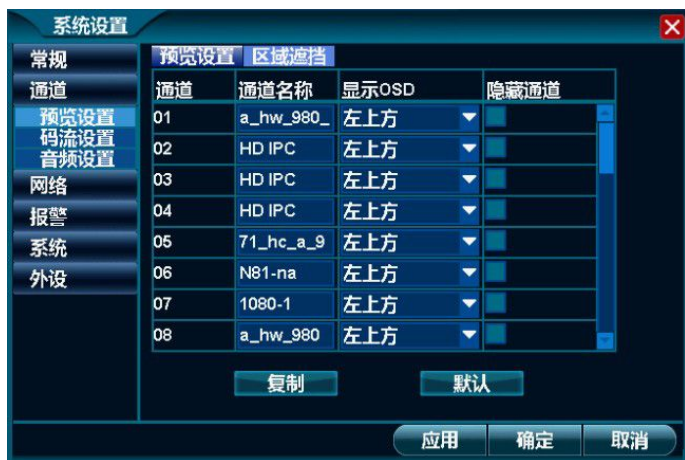 系统设置
常规
通道
预览设置
码流设置
音频设置
网络
报警
系统
外设
预览设置 区域遮挡
通道 通道名称 显示OSD 隐藏通道
01 a_hw_980_ 左上方
02 HD IPC 左上方
03 HD IPC 左上方
04 HD IPC 左上方
05 71_hc_a_9 左上方
06 N81-na 左上方
07 1080-1 左上方
08 a_hw_980 左上方
复制 默认
应用 确定 取消